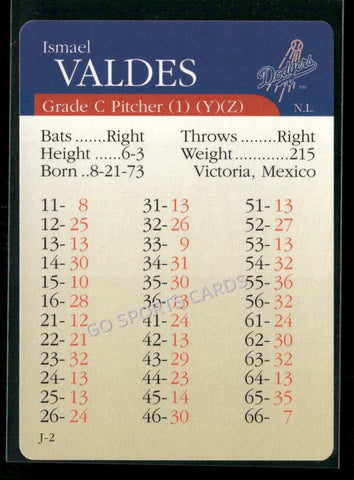 Ismael
VALDES
Dodgers
TM
Grade C Pitcher (1) (Y)(Z)
N.L.
Bats .......Right Throws .......Right
Height ......6-3 Weight............215
Born ..8-21-73 Victoria, Mexico
11- 8 31- 13 51- 13
12- 25 32- 26 52- 27
13- 13 33- 9 53- 13
14- 30 34- 31 54- 32
15- 10 35- 30 55- 36
16- 28 36- 56- 32
21- 12 41- 24 61- 24
22- 21 42- 13 62- 30
23- 32 43- 29 63- 13
24- 13 44- 23 64- 32
25- 13 45- 14 65- 35
26- 24 46- 30 66- 7
J-2
GO SPORTS CARDS